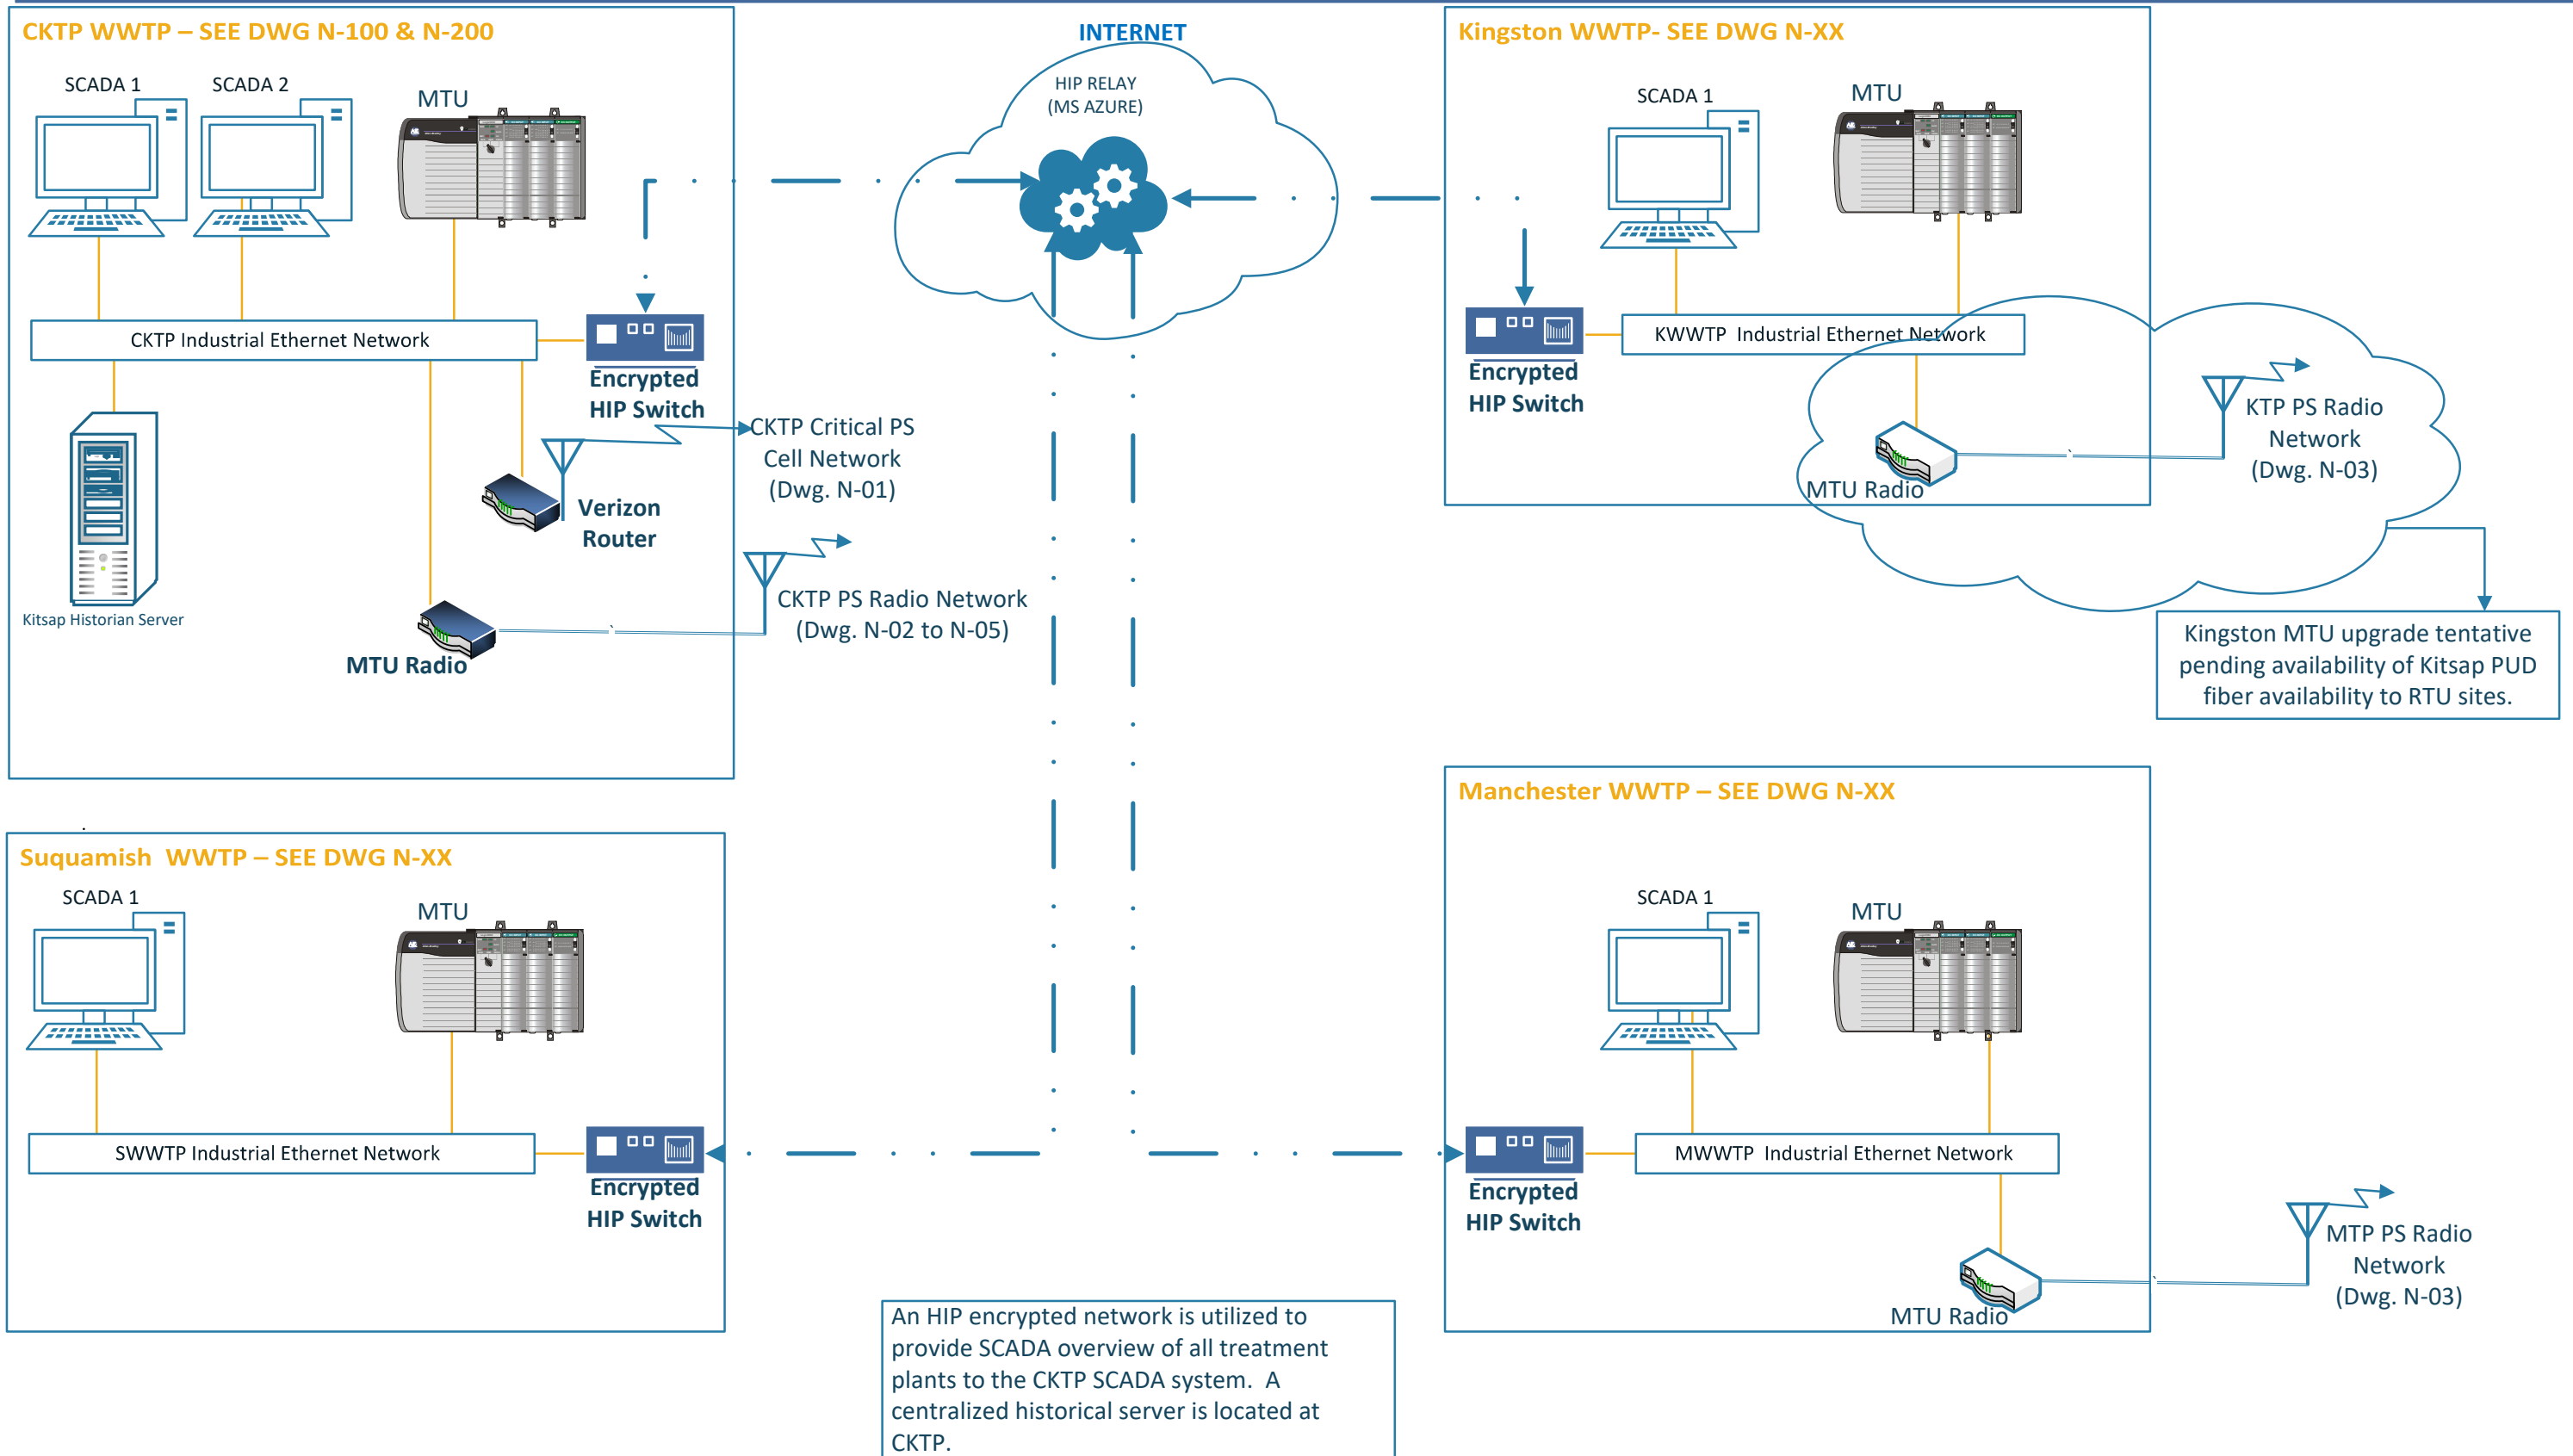 CKTP WWTP – SEE DWG N-100 & N-200
SCADA 1
SCADA 2
MTU
CKTP Industrial Ethernet Network
Encrypted
HIP Switch
Kitsap Historian Server
Verizon
Router
MTU Radio
CKTP Critical PS
Cell Network
(Dwg. N-01)
CKTP PS Radio Network
(Dwg. N-02 to N-05)
INTERNET
HIP RELAY
(MS AZURE)
Kingston WWTP- SEE DWG N-XX
SCADA 1
MTU
KWWTP  Industrial Ethernet Network
Encrypted
HIP Switch
MTU Radio
KTP PS Radio
Network
(Dwg. N-03)
Kingston MTU upgrade tentative
pending availability of Kitsap PUD
fiber availability to RTU sites.
Suquamish  WWTP – SEE DWG N-XX
SCADA 1
MTU
SWWTP Industrial Ethernet Network
Encrypted
HIP Switch
Manchester WWTP – SEE DWG N-XX
SCADA 1
MTU
MWWTP  Industrial Ethernet Network
Encrypted
HIP Switch
MTU Radio
MTP PS Radio
Network
(Dwg. N-03)
An HIP encrypted network is utilized to
provide SCADA overview of all treatment
plants to the CKTP SCADA system.  A
centralized historical server is located at
CKTP.